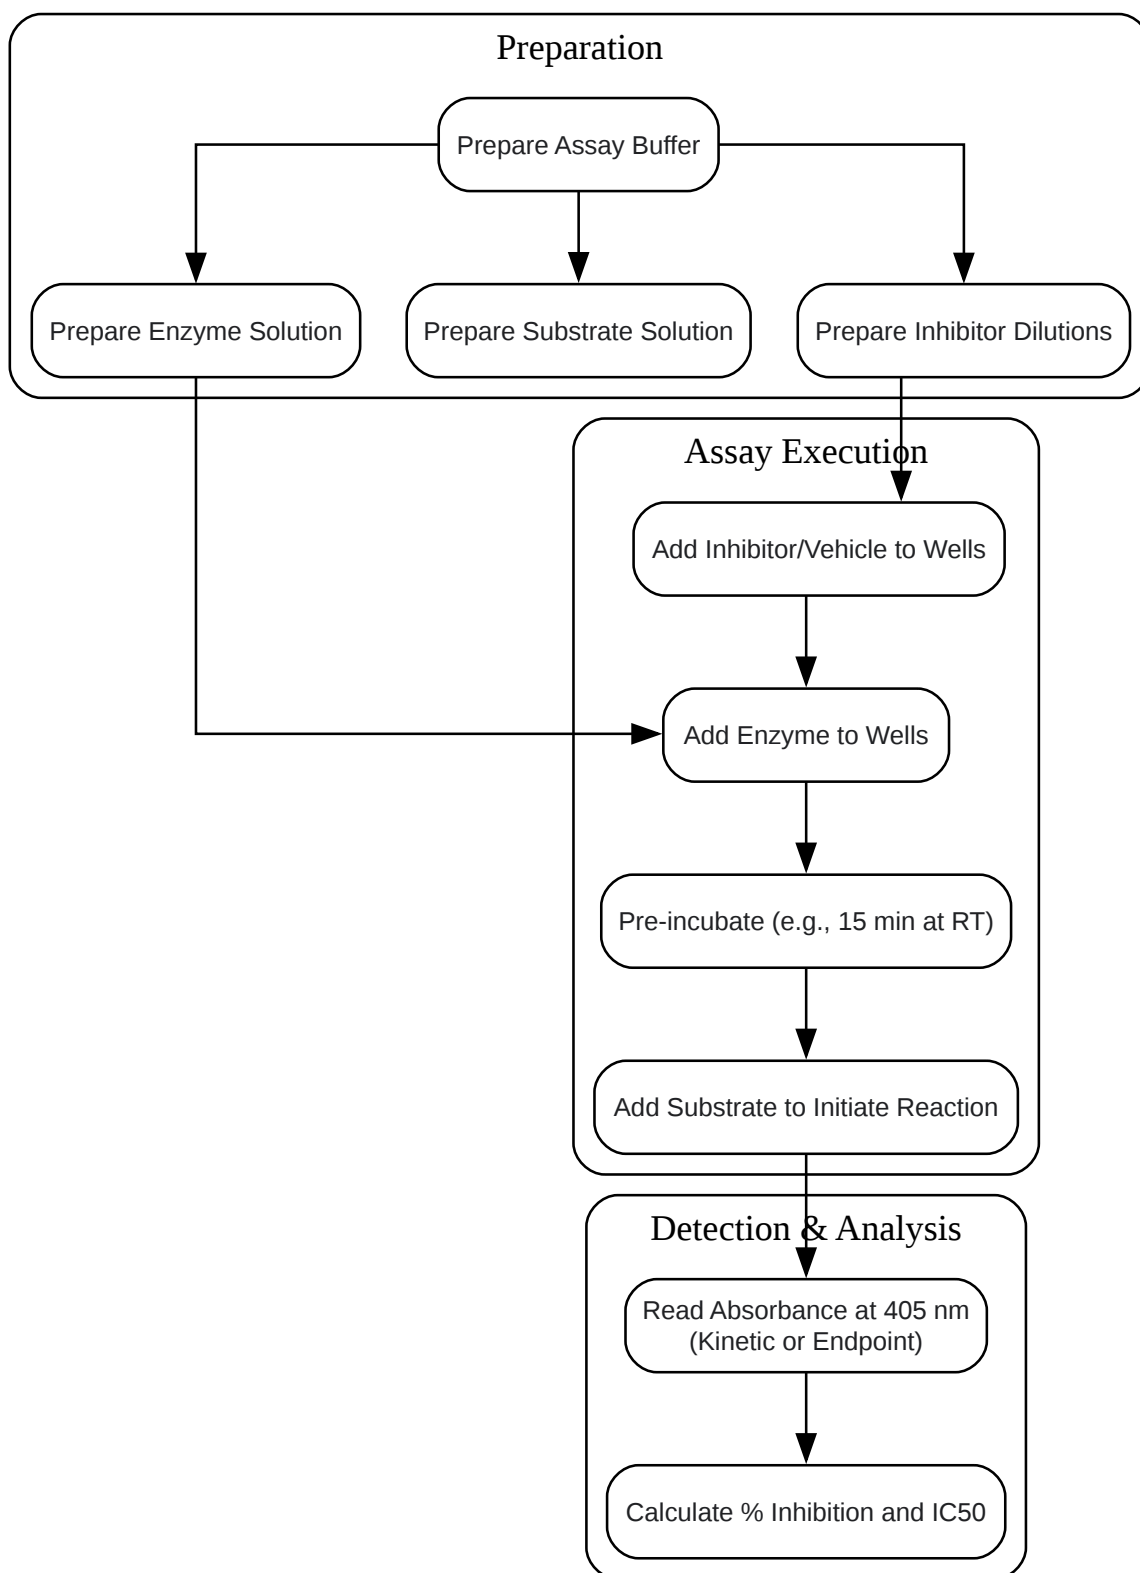 Preparation
Prepare Assay Buffer
Prepare Enzyme Solution
Prepare Substrate Solution
Prepare Inhibitor Dilutions
Assay Execution
Add Inhibitor/Vehicle to Wells
Add Enzyme to Wells
Pre-incubate (e.g., 15 min at RT)
Add Substrate to Initiate Reaction
Detection & Analysis
Read Absorbance at 405 nm
(Kinetic or Endpoint)
Calculate % Inhibition and IC50